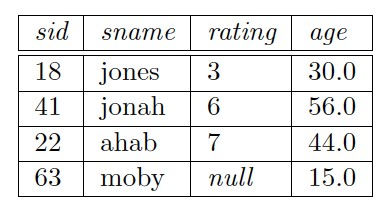 sid sname rating age
18 jones 3 30.0
41 jonah 6 56.0
22 ahab 7 44.0
63 moby null 15.0